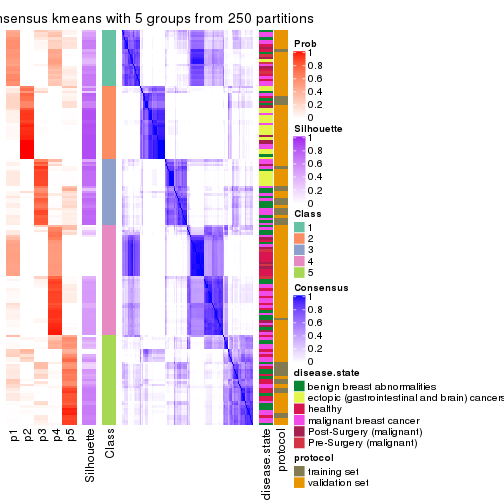 nsensus kmeans with 5 groups from 250 partitions
Prob
1
0.8
0.6
0.4
0.2
0
Silhouette
1
0.8
0.6
0.4
0.2
0
Class
1
2
3
4
5
Consensus
1
0.8
0.6
0.4
0.2
0
disease.state
benign breast abnormalities
ectopic (gastrointestinal and brain) cancers
healthy
malignant breast cancer
Post-Surgery (malignant)
Pre-Surgery (malignant)
protocol
training set
validation set
p1
p2
p3
p4
p5
Silhouette
Class
disease.state
protocol